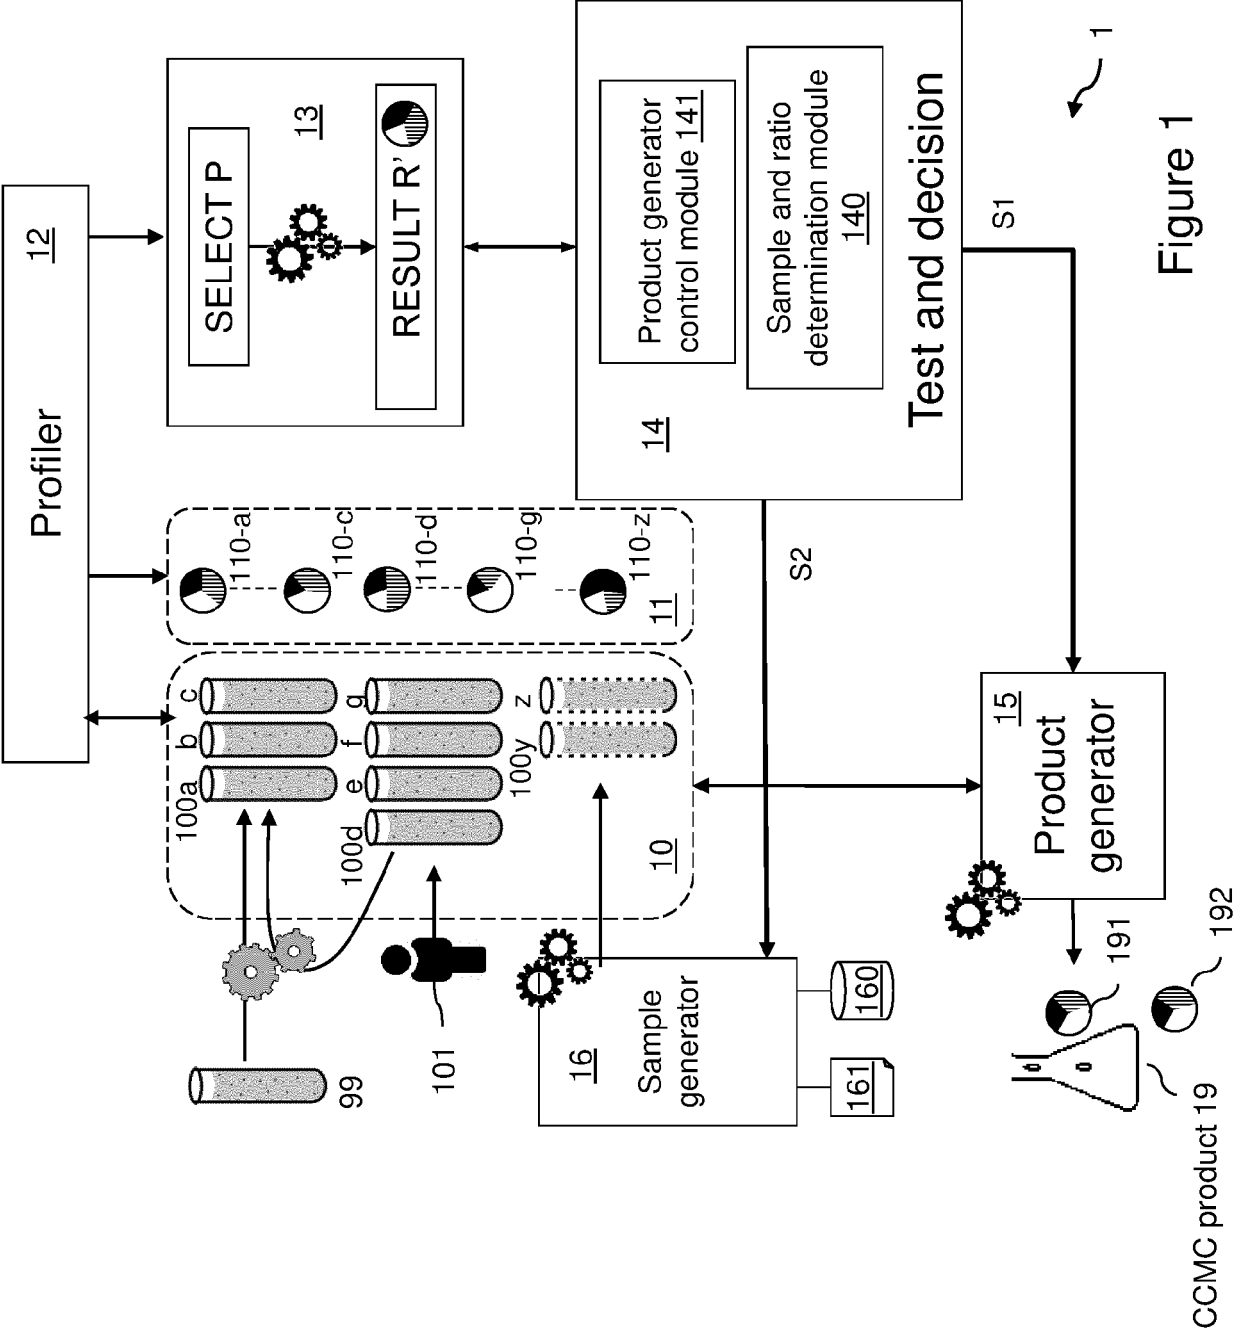 Profiler
12
SELECT P
13
RESULT R'
Product generator
control module 141
Sample and ratio
determination module
140
14
Test and decision
S1
S2
1
110-a
110-c
110-d
110-g
110-z
11
100a
b
c
100d
e
f
g
100y
z
10
99
101
16
Sample
generator
160
161
15
Product
generator
191
192
CCMC product 19
Figure 1